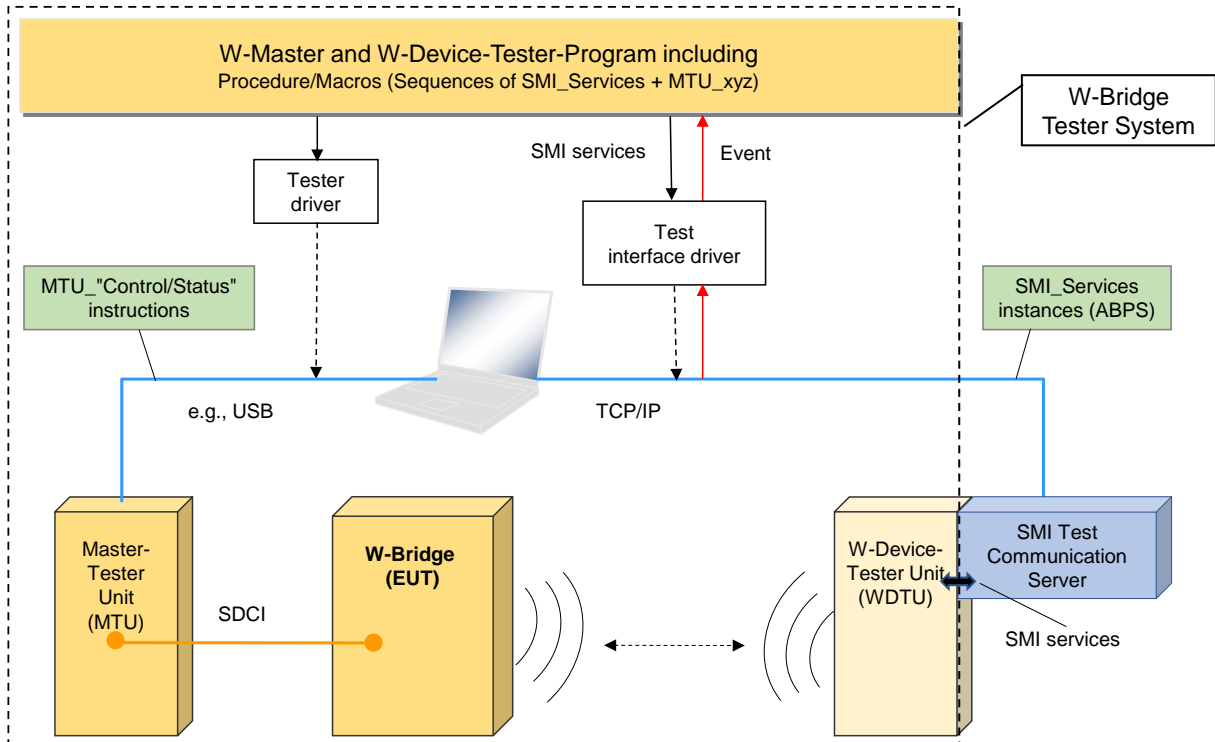 W-Master and W-Device-Tester-Program including
Procedure/Macros (Sequences of SMI_Services + MTU_xyz)
W-Bridge
Tester System
SMI services
Event
Tester
driver
Test
interface driver
MTU_"Control/Status"
instructions
SMI_Services
instances (ABPS)
e.g., USB
TCP/IP
Master-
Tester
Unit
(MTU)
SDCI
W-Bridge
(EUT)
W-Device-
Tester Unit
(WDTU)
SMI Test
Communication
Server
SMI services